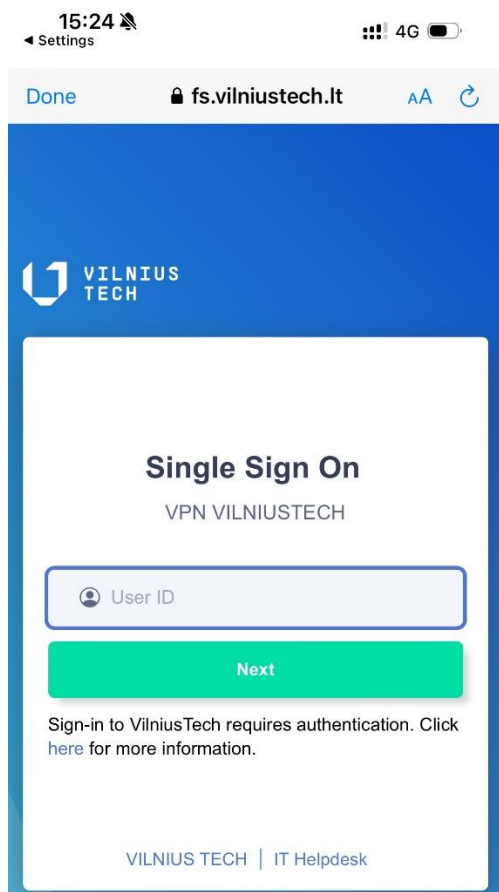 15:24
4G
◄ Settings
Done
fs.vilniustech.lt
AA
VILNIUS
TECH
Single Sign On
VPN VILNIUSTECH
User ID
Next
Sign-in to VilniusTech requires authentication. Click
here for more information.
VILNIUS TECH | IT Helpdesk